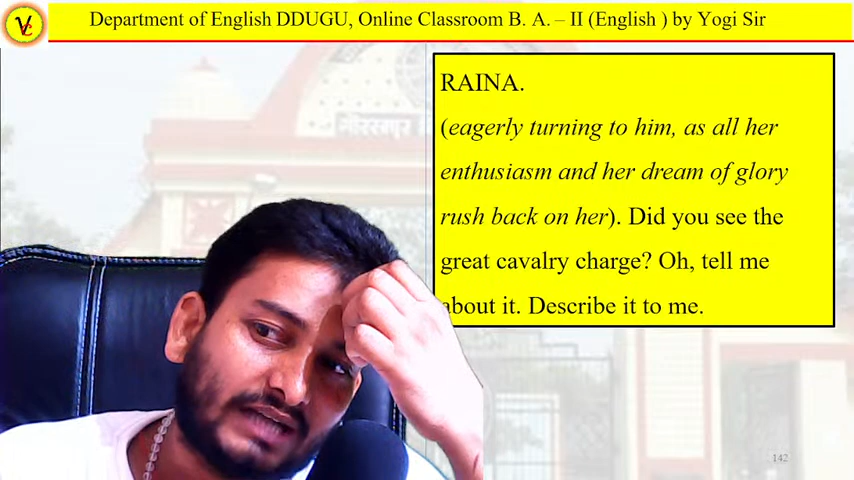 Department of English DDUGU, Online Classroom B. A. – II (English ) by Yogi Sir
RAINA.
(eagerly turning to him, as all her
enthusiasm and her dream of glory
rush back on her). Did you see the
great cavalry charge? Oh, tell me
about it. Describe it to me.
142